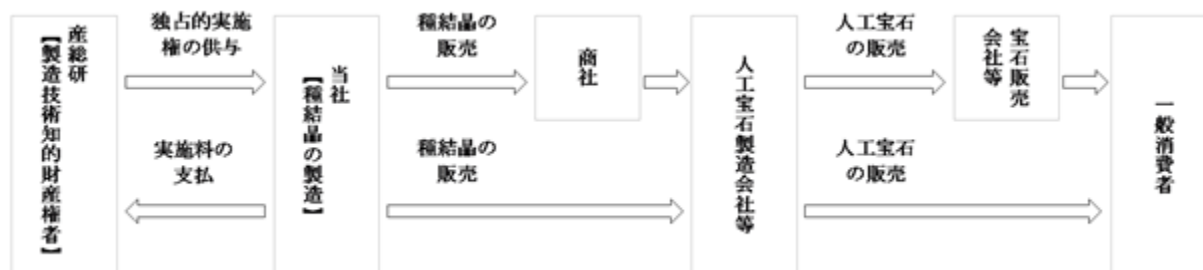 産総研
【製造技術知的財産権者】
独占的実施
権の供与
実施料の
支払
当社
【種結晶の製造】
種結晶の
販売
種結晶の
販売
商社
人工宝石製造会社等
人工宝石
の販売
人工宝石
の販売
宝石販売
会社等
一般消費者